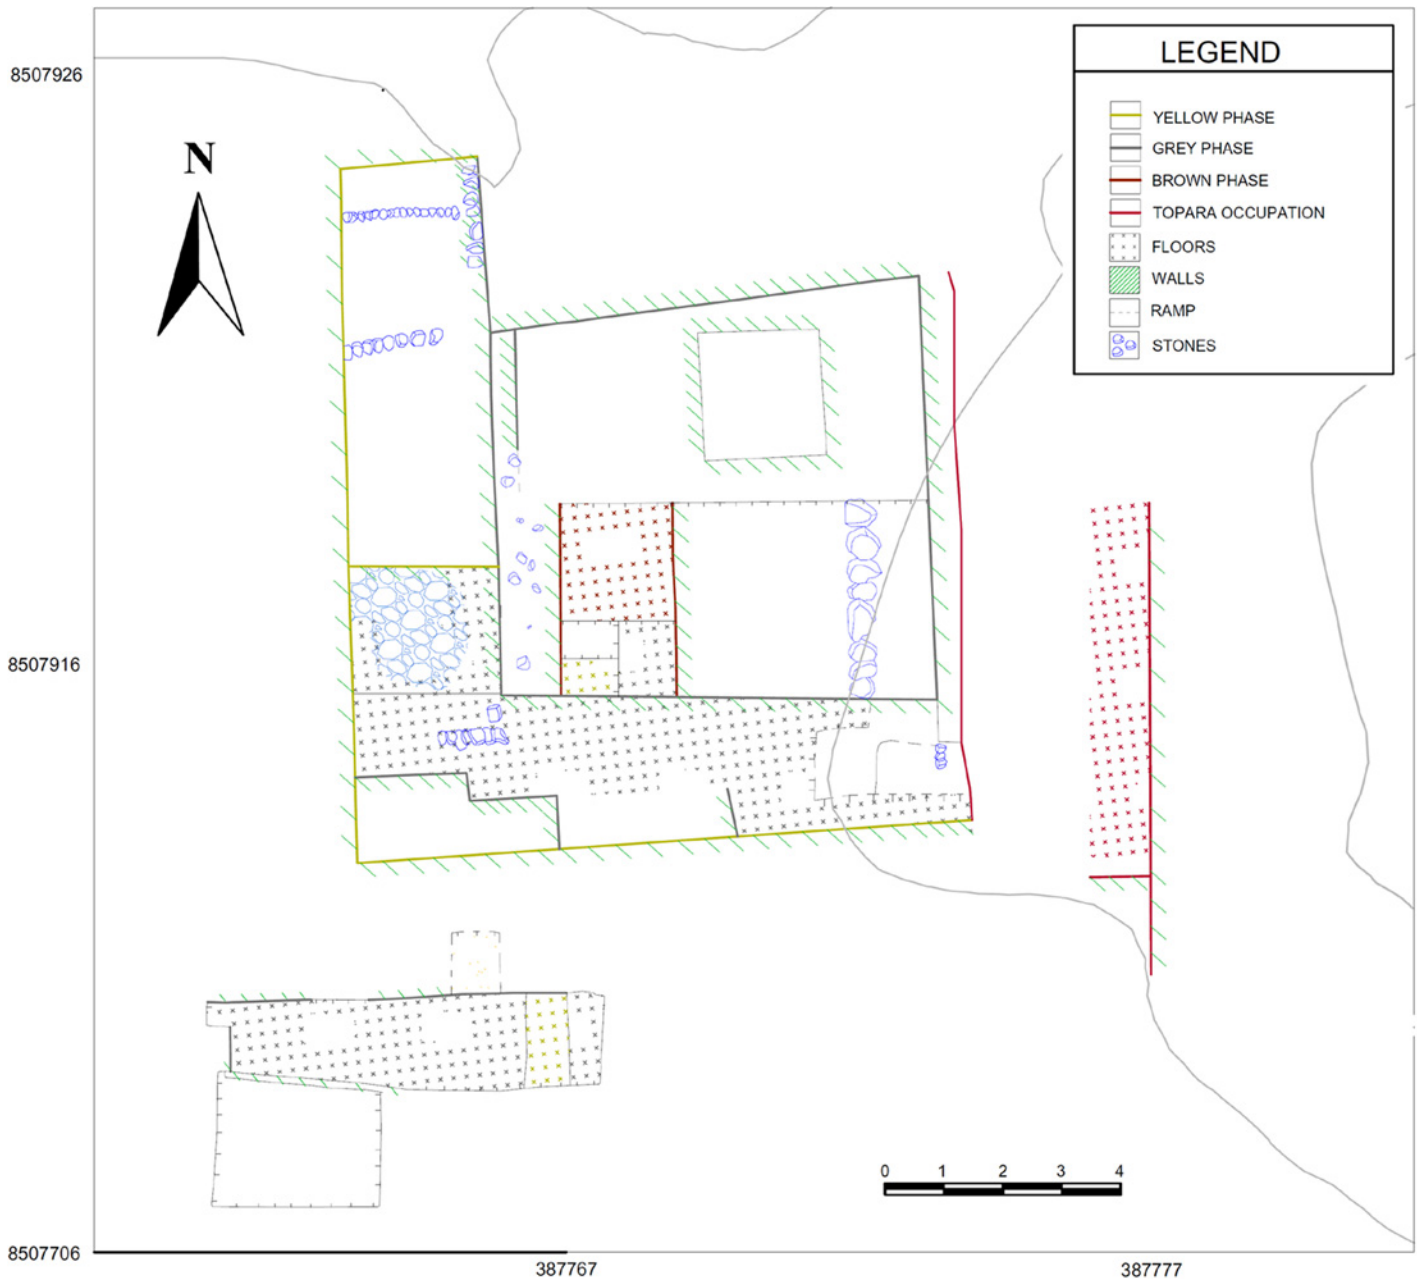 LEGEND
YELLOW PHASE
GREY PHASE
BROWN PHASE
TOPARA OCCUPATION
FLOORS
WALLS
RAMP
STONES
8507926
N
8507916
0 1 2 3 4
8507706
387767 387777